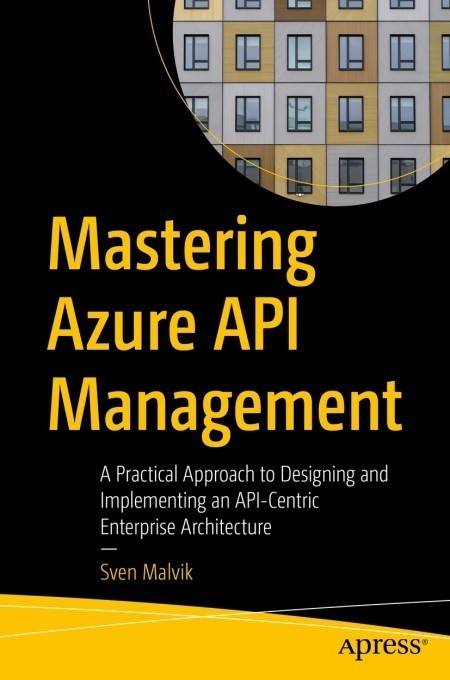 Mastering
Azure API
Management
A Practical Approach to Designing and
Implementing an API-Centric
Enterprise Architecture
—
Sven Malvik
Apress®